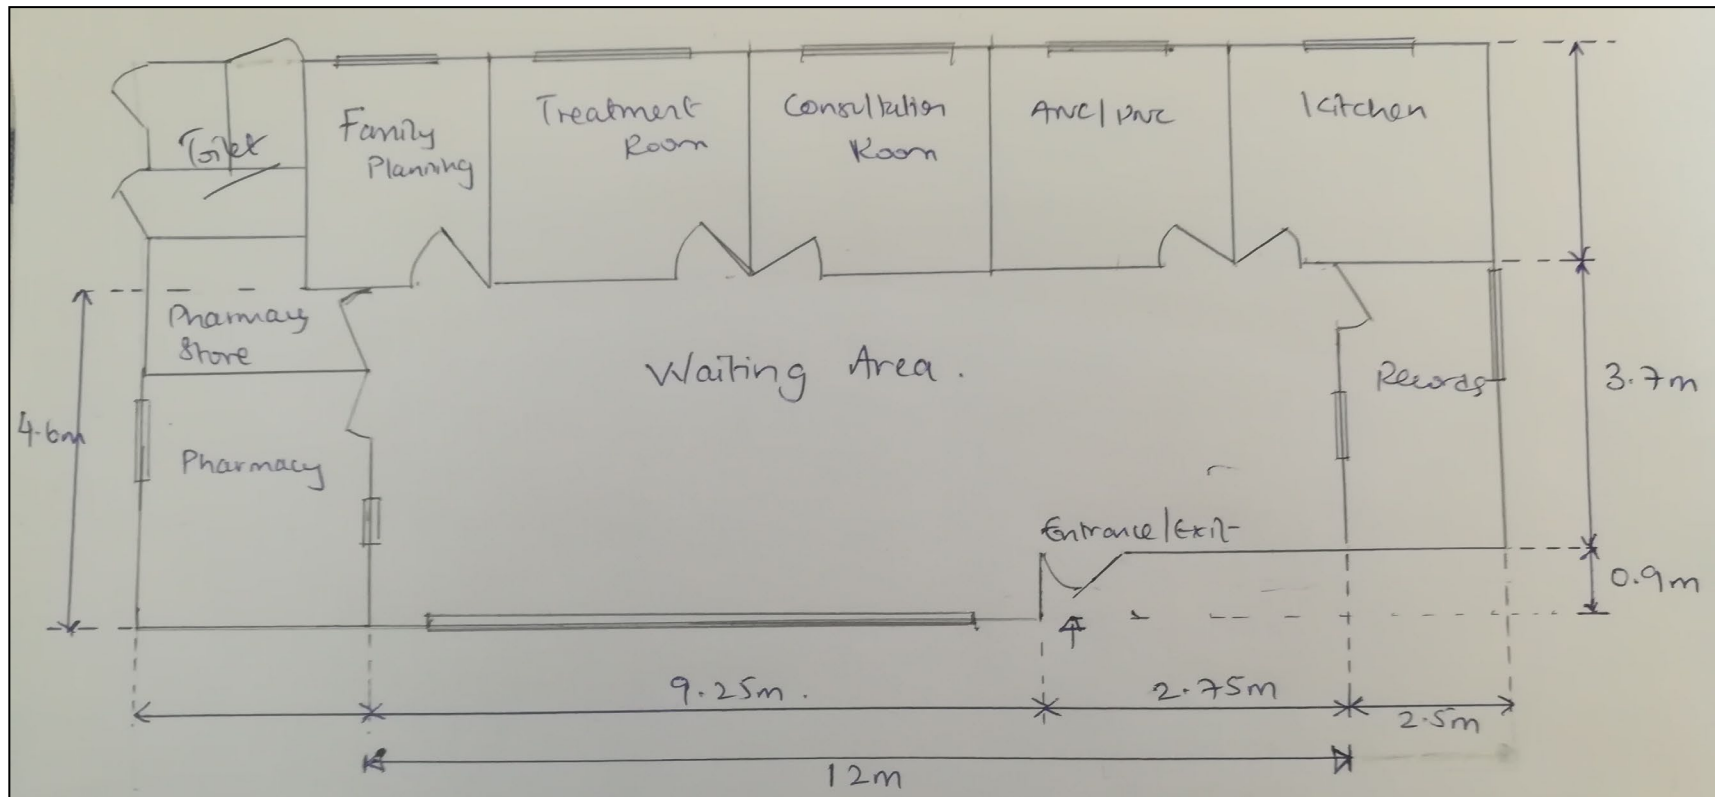 Toilet
Family
Planning
Treatment
Room
Consultation
Room
ANC/PNC
Kitchen
Pharmacy
Store
Waiting Area.
Records
3.7m
4.6m
Pharmacy
Entrance/Exit
0.9m
9.25m.
2.75m
2.5m
12m